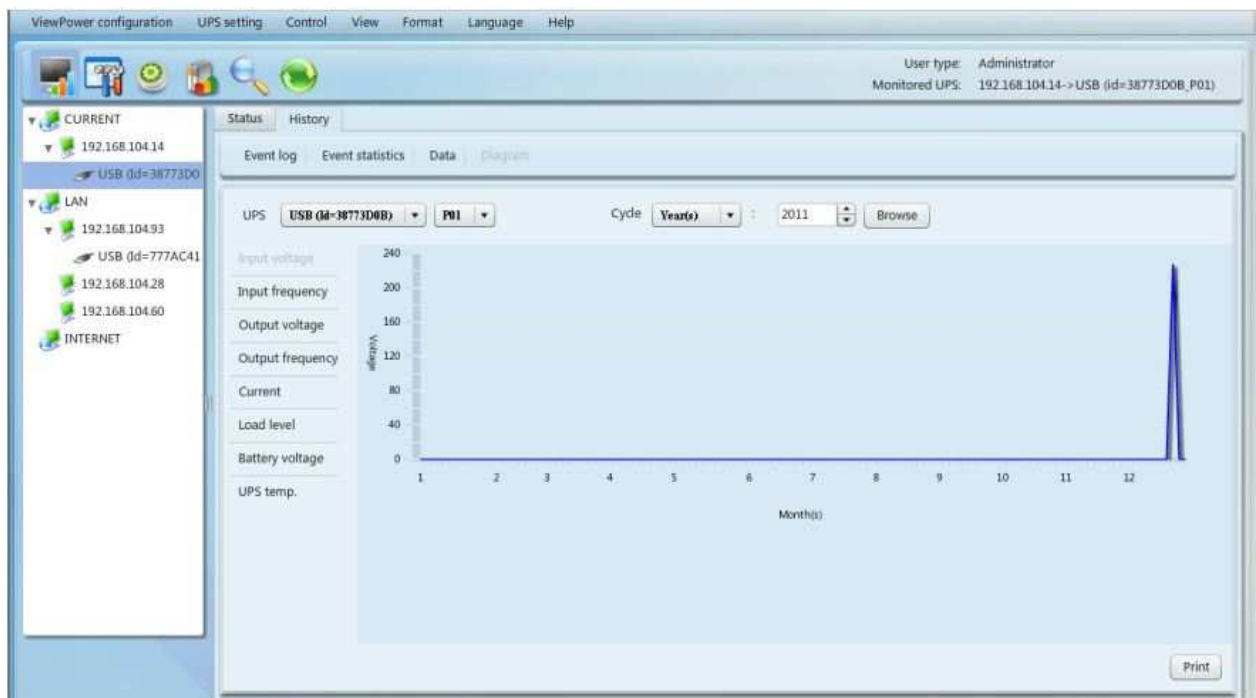 ViewPower configuration UPS setting Control View Format Language Help
User type: Administrator
Monitored UPS: 192.168.104.14->USB (id=38773D0B_P01)
CURRENT
192.168.104.14
USB (Id=38773D0
LAN
192.168.104.93
USB (Id=777AC41
192.168.104.28
192.168.104.60
INTERNET
Status History
Event log Event statistics Data Diagram
UPS USB (Id=38773D0B) P01 Cycle Year(s) : 2011 Browse
Input voltage
Input frequency
Output voltage
Output frequency
Current
Load level
Battery voltage
UPS temp.
Voltage
240
200
160
120
80
40
0
1 2 3 4 5 6 7 8 9 10 11 12
Month(s)
Print